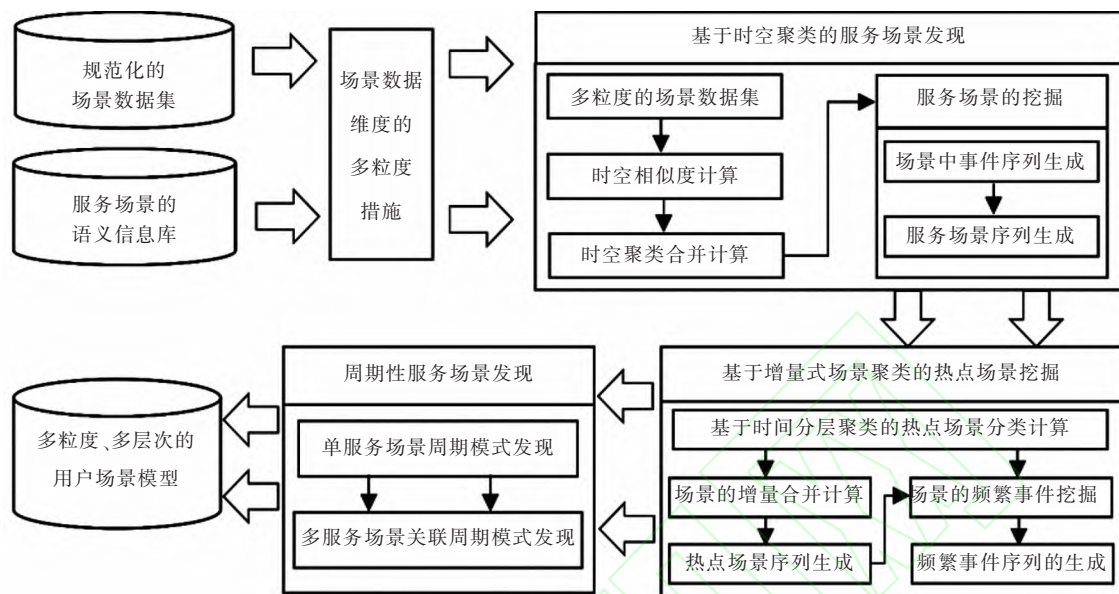 规范化的
场景数据集
服务场景的
语义信息库
场景数据
维度的
多粒度
措施
基于时空聚类的服务场景发现
多粒度的场景数据集
时空相似度计算
时空聚类合并计算
服务场景的挖掘
场景中事件序列生成
服务场景序列生成
基于增量式场景聚类的热点场景挖掘
基于时间分层聚类的热点场景分类计算
场景的增量合并计算
热点场景序列生成
场景的频繁事件挖掘
频繁事件序列的生成
周期性服务场景发现
单服务场景周期模式发现
多服务场景关联周期模式发现
多粒度、多层次的
用户场景模型